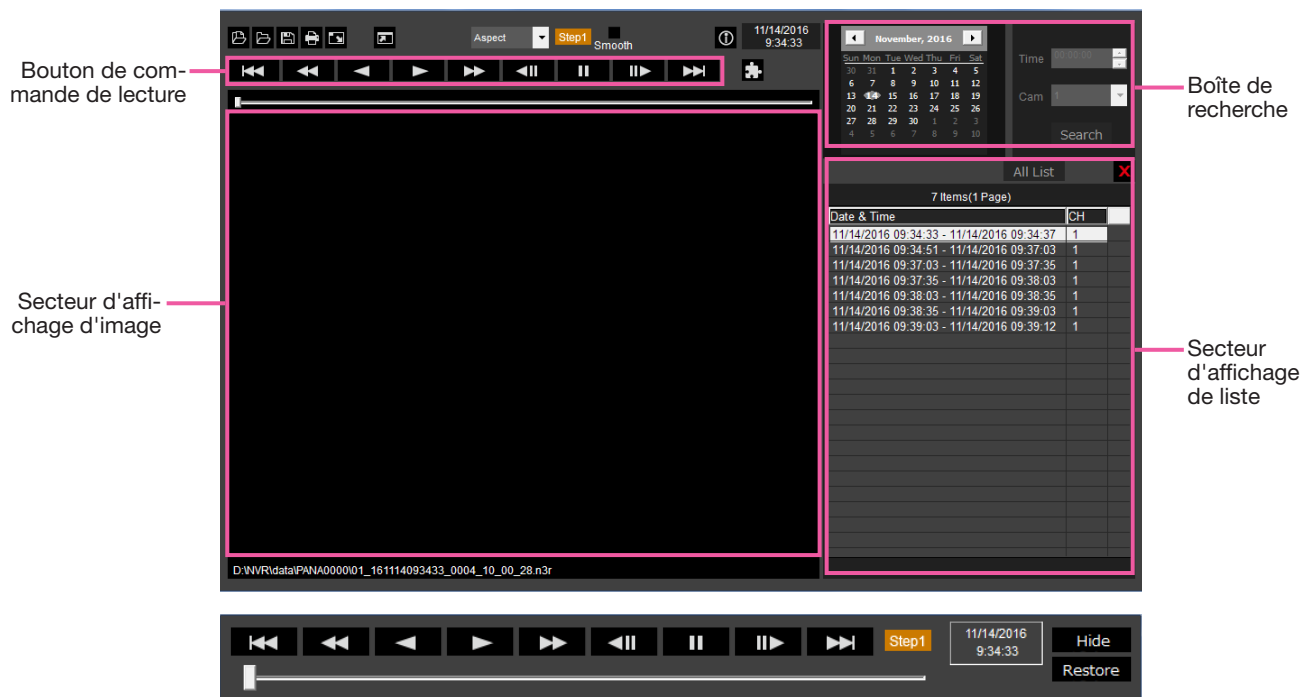 Aspect
Step1
Smooth
11/14/2016
9:34:33
Bouton de com-
mande de lecture
November, 2016
Sun Mon Tue Wed Thu Fri Sat
30 31 1 2 3 4 5
6 7 8 9 10 11 12
13 14 15 16 17 18 19
20 21 22 23 24 25 26
27 28 29 30 1 2 3
4 5 6 7 8 9 10
Time 00:00:00
Cam 1
Search
Boîte de
recherche
All List
X
7 Items(1 Page)
Date & Time CH
11/14/2016 09:34:33 - 11/14/2016 09:34:37 1
11/14/2016 09:34:51 - 11/14/2016 09:37:03 1
11/14/2016 09:37:03 - 11/14/2016 09:37:35 1
11/14/2016 09:37:35 - 11/14/2016 09:38:03 1
11/14/2016 09:38:03 - 11/14/2016 09:38:35 1
11/14/2016 09:38:35 - 11/14/2016 09:39:03 1
11/14/2016 09:39:03 - 11/14/2016 09:39:12 1
Secteur d'affi-
chage d'image
Secteur
d'affichage
de liste
D:\NVR\data\PANA0000\01_161114093433_0004_10_00_28.n3r
Step1
11/14/2016
9:34:33
Hide
Restore